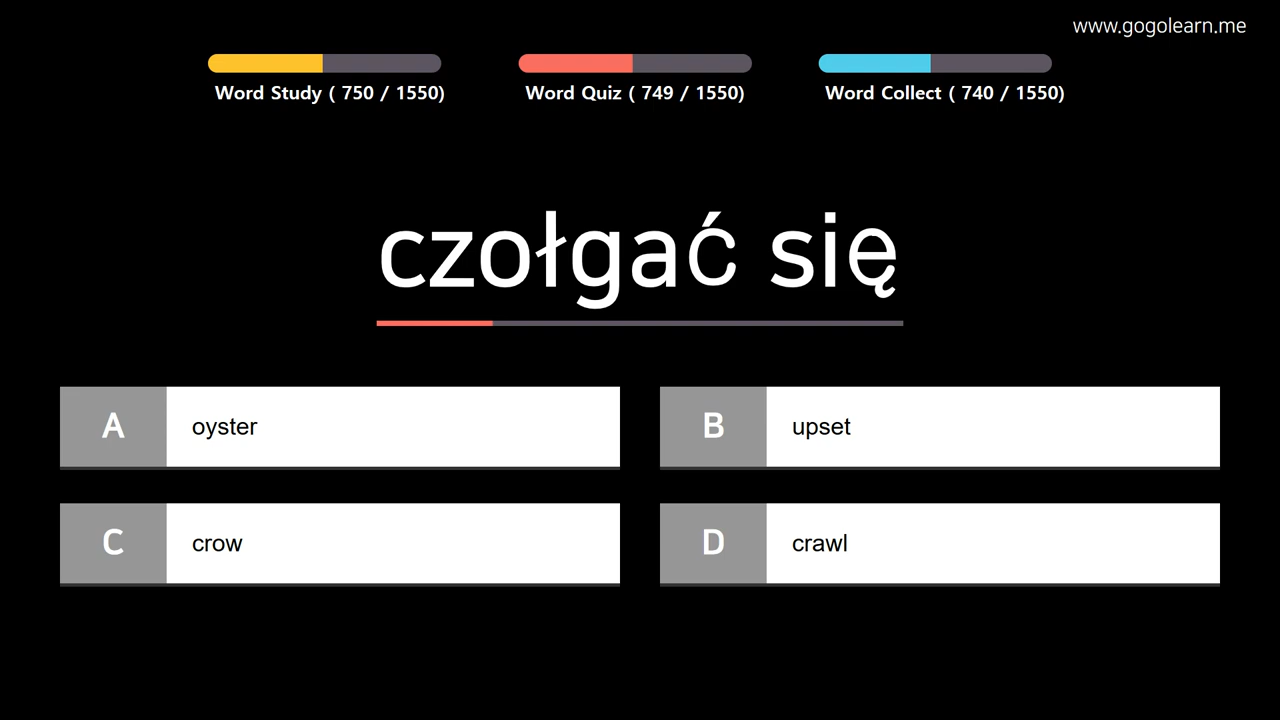 www.gogolearn.me
Word Study ( 750 / 1550)
Word Quiz ( 749 / 1550)
Word Collect ( 740 / 1550)
czołgać się
A oyster
B upset
C crow
D crawl